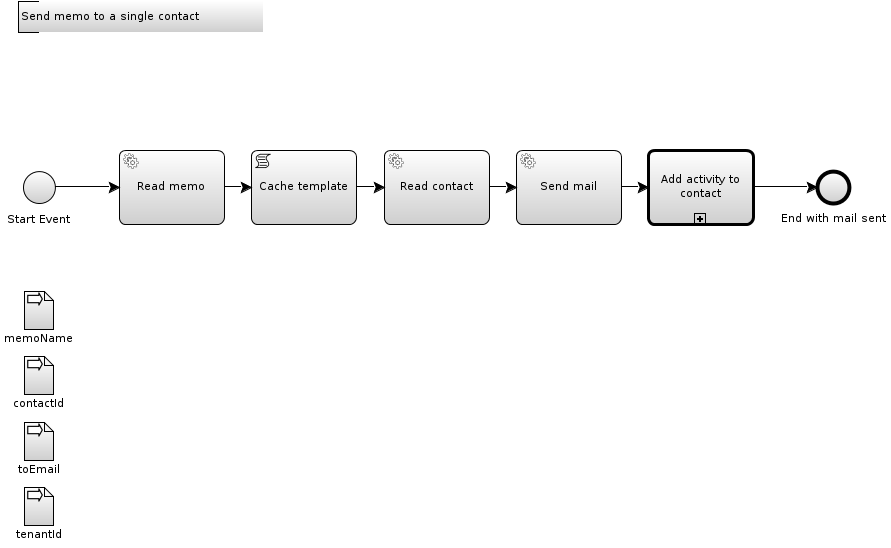 Send memo to a single contact
Read memo
Cache template
Read contact
Send mail
Add activity to
contact
Start Event
End with mail sent
memoName
contactId
toEmail
tenantId